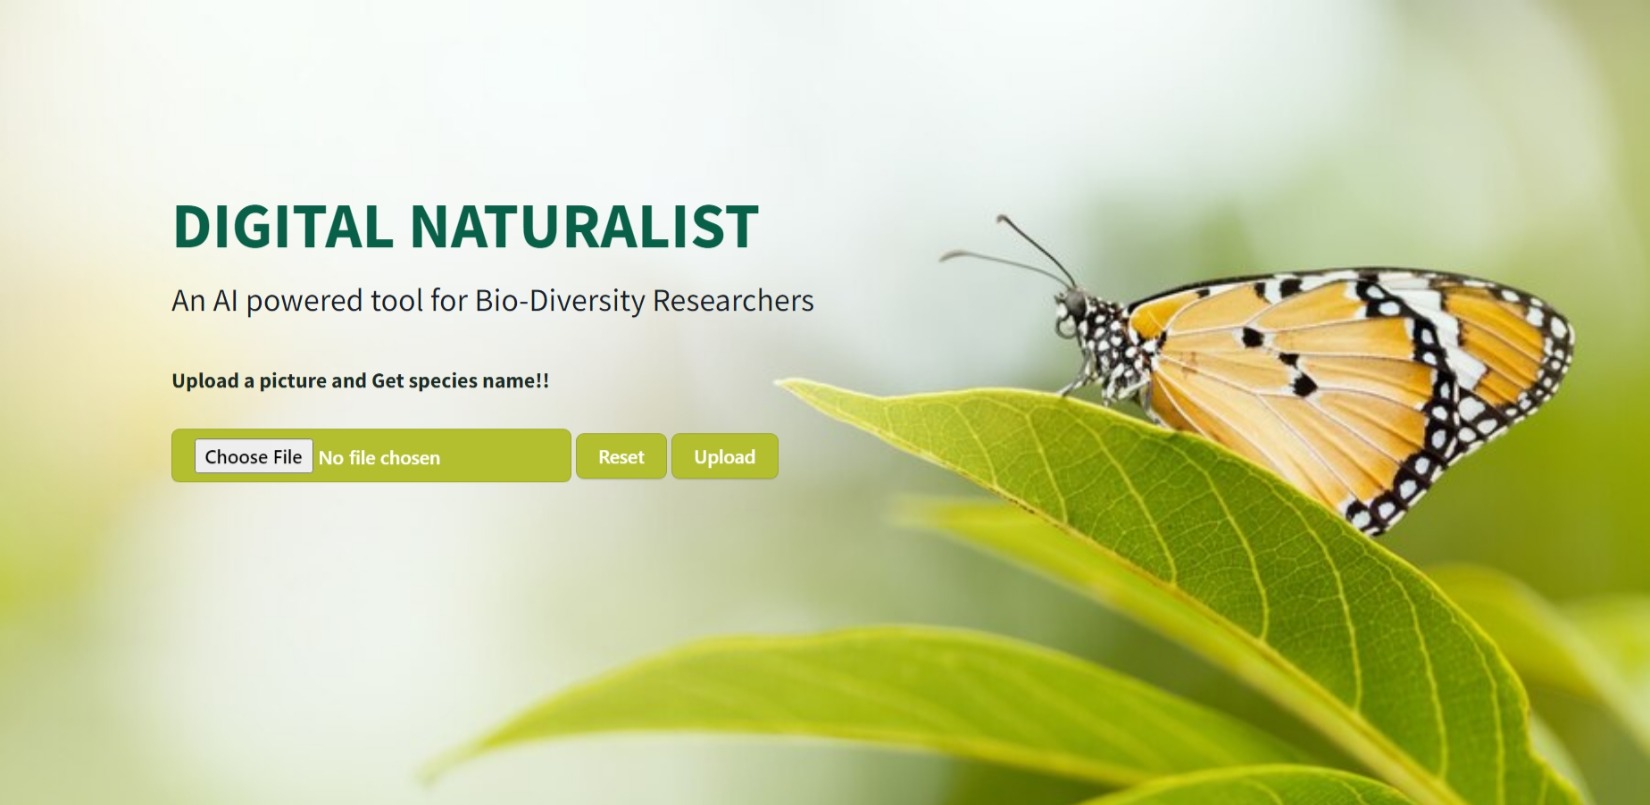 DIGITAL NATURALIST
An AI powered tool for Bio-Diversity Researchers
Upload a picture and Get species name!!
Choose File No file chosen Reset Upload